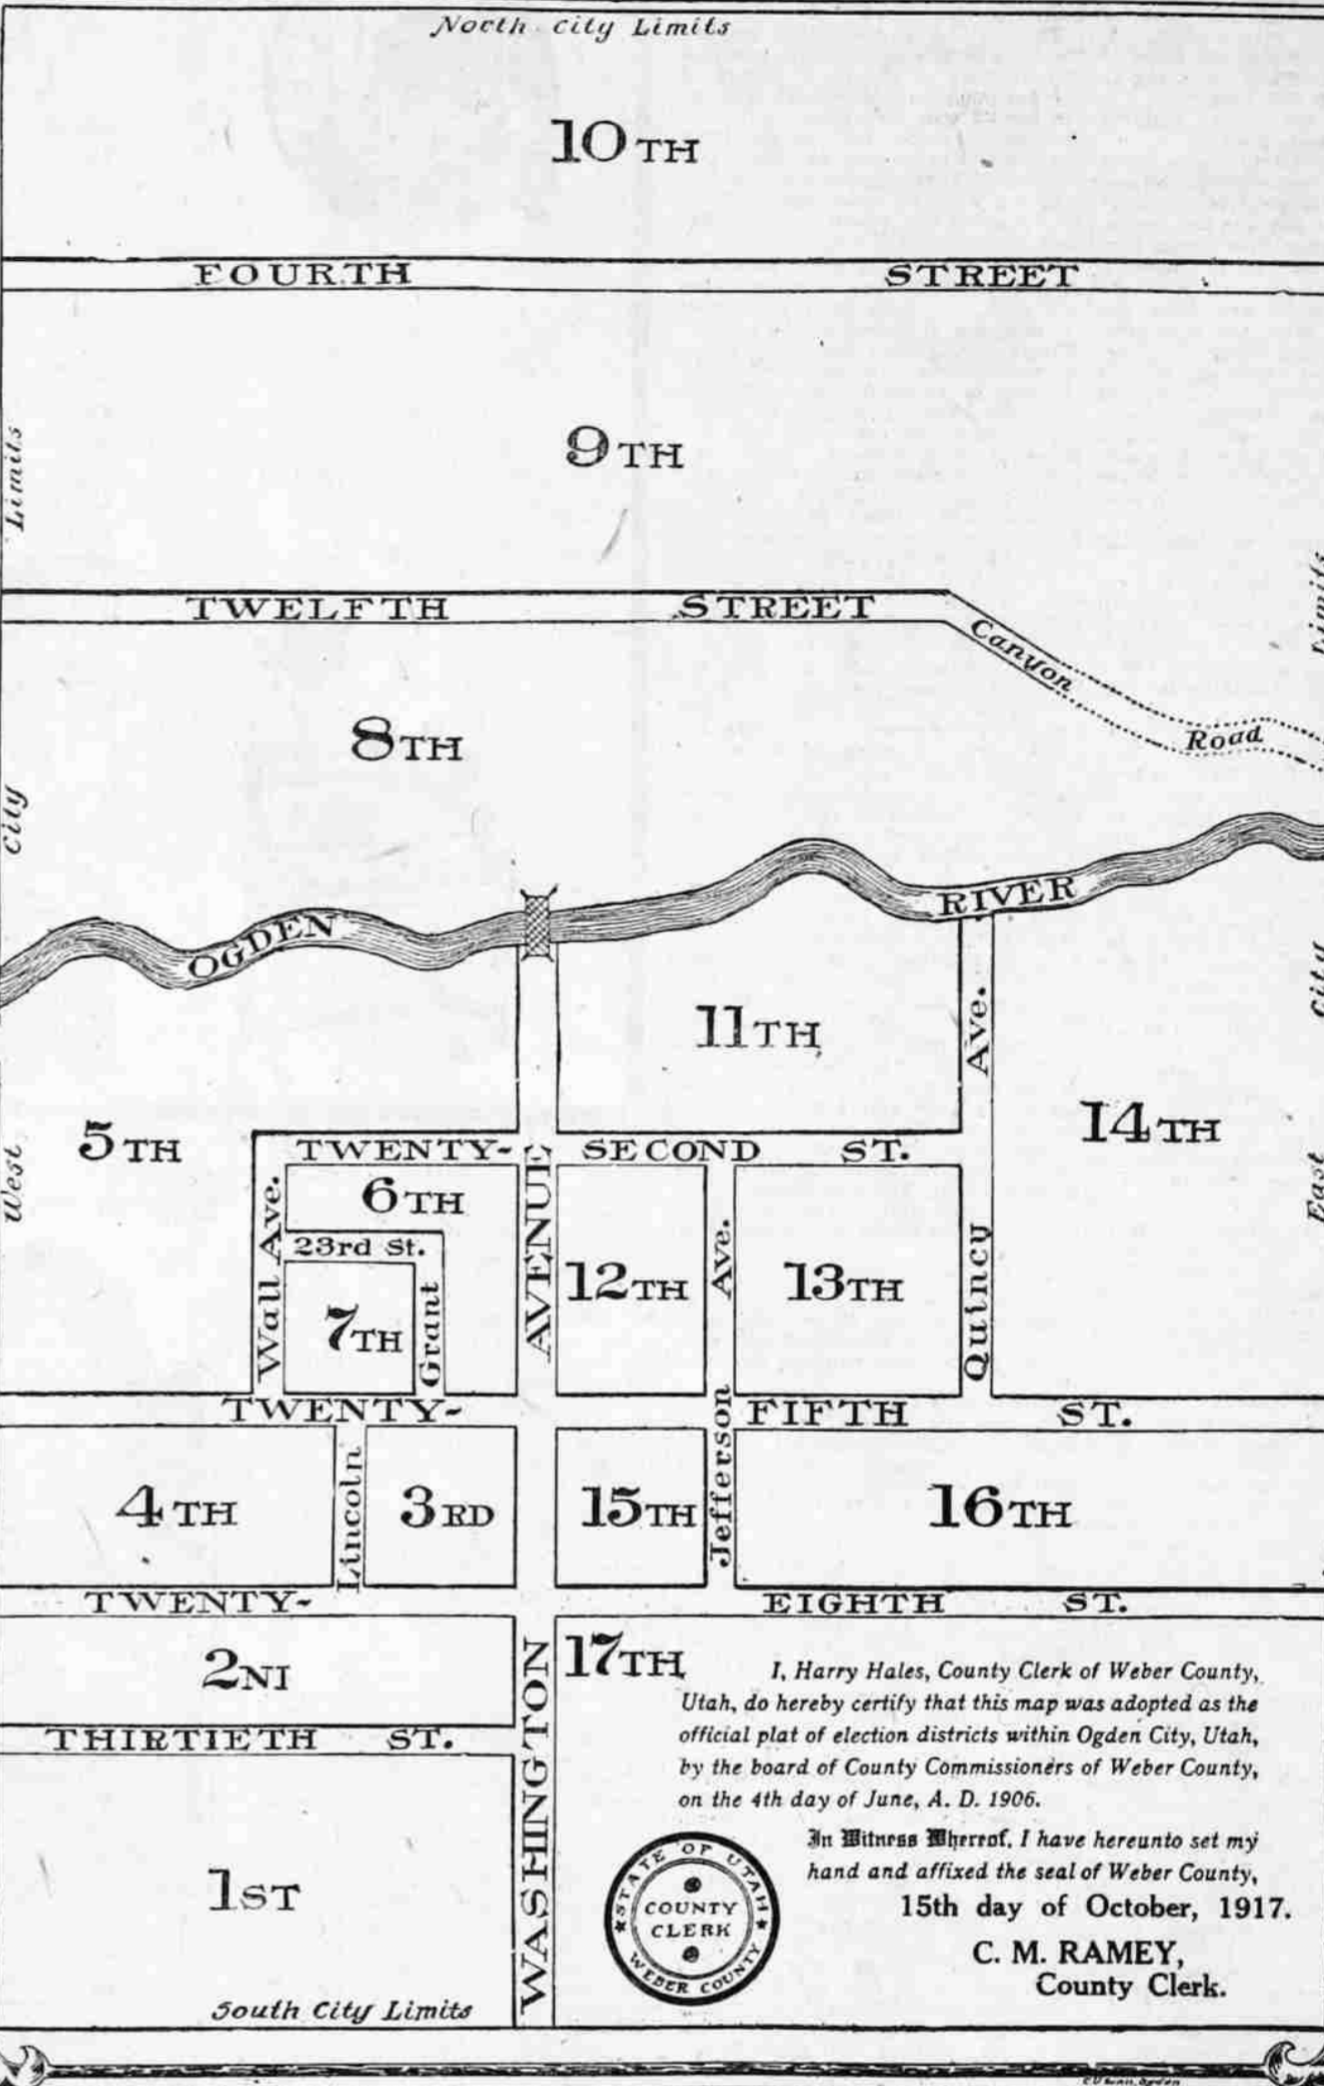 North City Limits
10TH
FOURTH STREET
9TH
Limits
Limits
TWELFTH STREET
Canyon
Road
8TH
City
OGDEN
RIVER
City
11TH
Ave.
5TH
14TH
West
East
TWENTY- SECOND ST.
6TH
Wall Ave.
23rd St.
7TH
Grant
AVENUE
12TH
Ave.
13TH
Quincy
TWENTY- FIFTH ST.
4TH
Lincoln
3RD
15TH
Jefferson
16TH
TWENTY- EIGHTH ST.
2NI
17TH
WASHINGTON
THIRTIETH ST.
1ST
South City Limits
I, Harry Hales, County Clerk of Weber County,
Utah, do hereby certify that this map was adopted as the
official plat of election districts within Ogden City, Utah,
by the board of County Commissioners of Weber County,
on the 4th day of June, A. D. 1906.
In Witness Whereof, I have hereunto set my
hand and affixed the seal of Weber County,
15th day of October, 1917.
C. M. RAMEY,
County Clerk.
STATE OF UTAH
COUNTY
CLERK
WEBER COUNTY